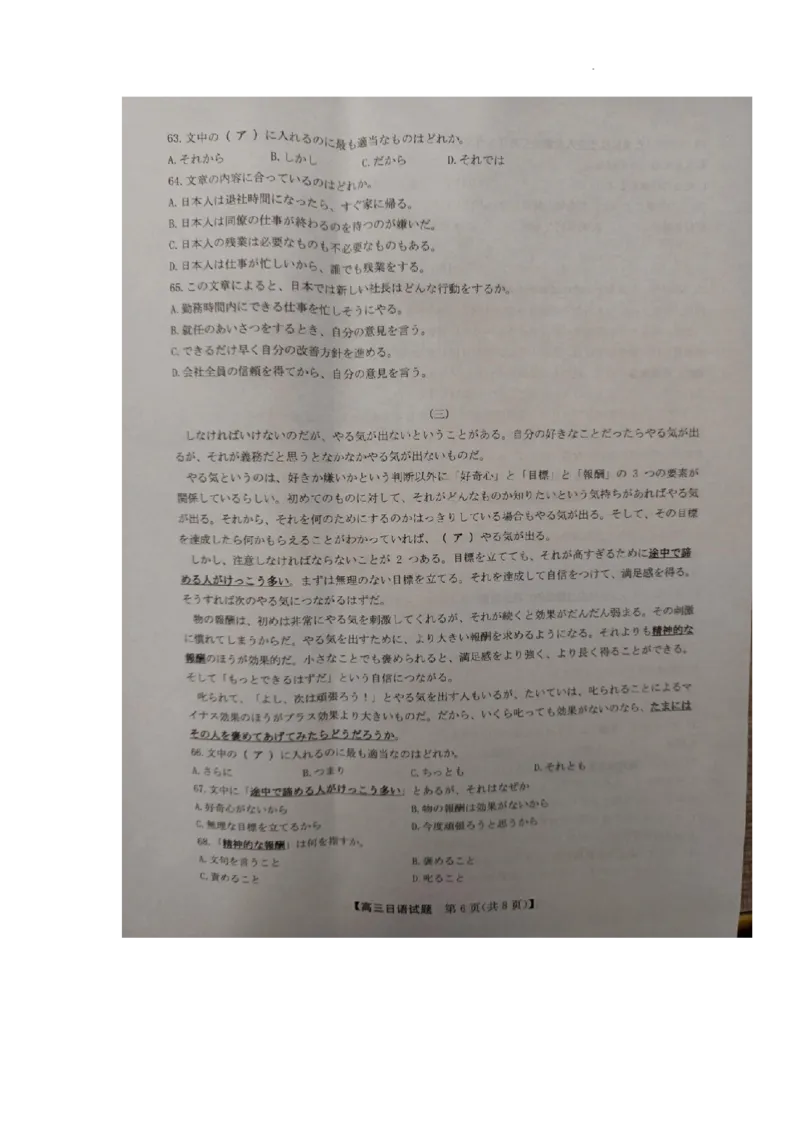 63.文中の（ア）に入れるのに最も適当なものはどれか。
A.それから B.しかし C.だから D.それでは
64.文章の内容に合っているのはどれか。
A.日本人は退社時間になったら、すぐ家に帰る。
B.日本人は同僚の仕事が終わるのを待つのが嫌いだ。
C.日本人の残業は必要なものも不必要なものもある。
D.日本人は仕事が忙しいから、誰でも残業をする。
65.この文章によると、日本では新しい社長はどんな行動をするか。
A.勤務時間内にできる仕事を忙しそうにやる。
B.就任のあいさつをするとき、自分の意見を言う。
C.できるだけ早く自分の改善方針を進める。
D.会社全員の信頼を得てから、自分の意見を言う。
(三)
しなければいけないのだが、やる気が出ないということがある。自分の好きなことだったらやる気が出
るが、それが義務だと思うとなかなかやる気が出ないものだ。
やる気というのは、好きか嫌いかという判断以外に「好奇心」と「目標」と「報酬」の 3 つの要素が
関係しているらしい。初めてのものに対して、それがどんなものか知りたいという気持ちがあればやる気
が出る。それから、それを何のためにするのかはっきりしている場合もやる気が出る。そして、その目標
を達成したら何かもらえることがわかっていれば、（ア）やる気が出る。
しかし、注意しなければならないことが 2 つある。目標を立てても、それが高すぎるために途中で諦
める人がけっこう多い。まずは無理のない目標を立てる。それを達成して自信をつけて、満足感を得る。
そうすれば次のやる気につながるはずだ。
物の報酬は、初めは非常にやる気を刺激してくれるが、それが続くと効果がだんだん弱まる。その刺激
に慣れてしまうからだ。やる気を出すために、より大きい報酬を求めるようになる。それよりも精神的な
報酬のほうが効果的だ。小さなことでも褒められると、満足感をより強く、より長く得ることができる。
そして「もっとできるはずだ」という自信につながる。
叱られて、「よし、次は頑張ろう！」とやる気を出す人もいるが、たいていは、叱られることによるマ
イナス効果のほうがプラス効果より大きいものだ。だから、いくら叱っても効果がないのなら、たまには
その人を褒めてあげてみたらどうだろうか。
66.文中の（ア）に入れるのに最も適当なのはどれか。
A.さらに B.つまり C.ちっとも D.それとも
67.文中に「途中で諦める人がけっこう多い」とあるが、それはなぜか
A.好奇心がないから B.物の報酬は効果がないから
C.無理な目標を立てるから D.今度頑張ろうと思うから
68.「精神的な報酬」は何を指すか。
A.文句を言うこと B.褒めること
C.責めること D.叱ること
【高三日语试题 第 6 页(共 8 页)】